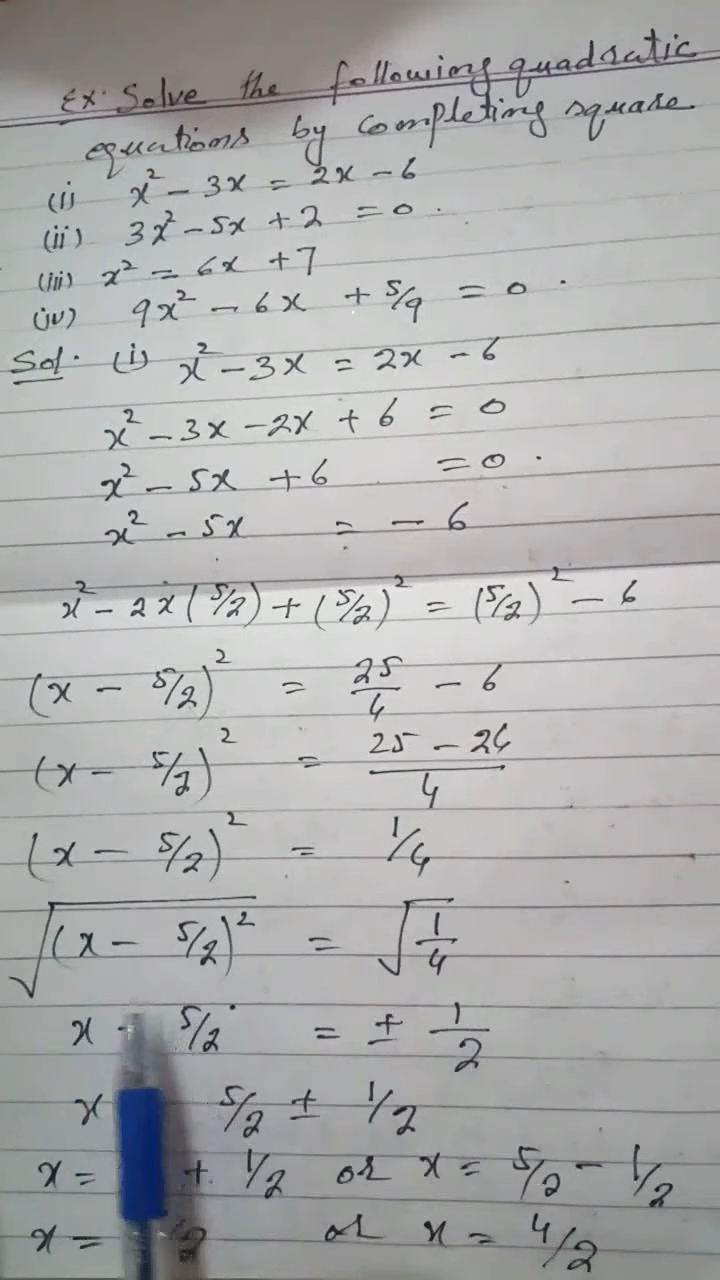 Ex. Solve the following quadratic
equations by completing square
(i) x² - 3x = 2x - 6
(ii) 3x² - 5x + 2 = 0.
(iii) x² = 6x + 7
(iv) 9x² - 6x + 5/9 = 0.
Sol. (i) x² - 3x = 2x - 6
x² - 3x - 2x + 6 = 0
x² - 5x + 6 = 0.
x² - 5x = - 6
x² - 2x(5/2) + (5/2)² = (5/2)² - 6
(x - 5/2)² = 25/4 - 6
(x - 5/2)² = (25 - 24)/4
(x - 5/2)² = 1/4
√(x - 5/2)² = √1/4
x - 5/2 = ± 1/2
x 5/2 ± 1/2
x = + 1/2 or x = 5/2 - 1/2
x = /2 or x = 4/2